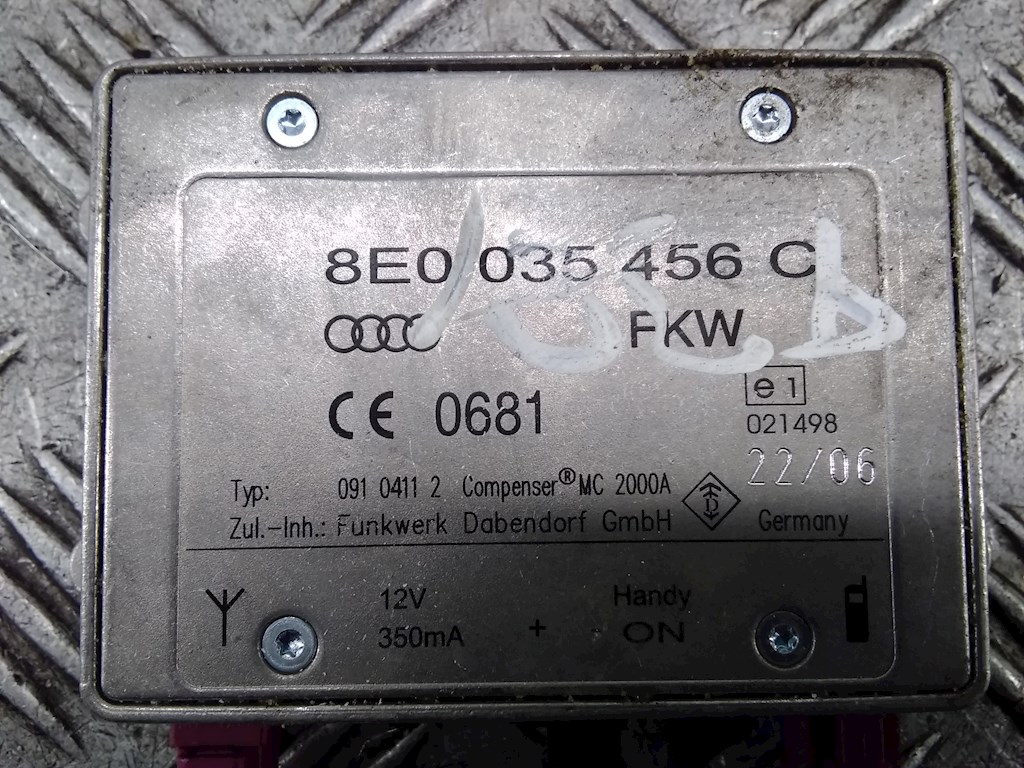 8E0 035 456 C
FKW
CE 0681
e1
021498
22/06
Typ: 091 0411 2 Compenser® MC 2000A
Zul.-Inh.: Funkwerk Dabendorf GmbH Germany
12V Handy
350mA + ON